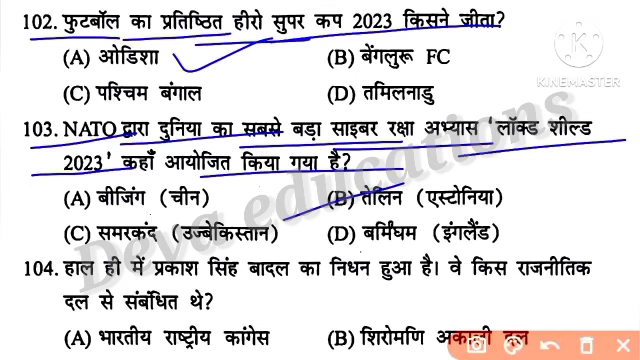 102. फुटबॉल का प्रतिष्ठित हीरो सुपर कप 2023 किसने जीता?
(A) ओडिशा (B) बेंगलुरू FC
(C) पश्चिम बंगाल (D) तमिलनाडु
KINEMASTER
103. NATO द्वारा दुनिया का सबसे बड़ा साइबर रक्षा अभ्यास 'लॉक्ड शील्ड
2023' कहाँ आयोजित किया गया है?
(A) बीजिंग (चीन) (B) तेलिन (एस्टोनिया)
(C) समरकंद (उज्बेकिस्तान) (D) बर्मिंघम (इंगलैंड)
104. हाल ही में प्रकाश सिंह बादल का निधन हुआ है। वे किस राजनीतिक
दल से संबंधित थे?
(A) भारतीय राष्ट्रीय कांगेस (B) शिरोमणि अकाली दल
Deva educations